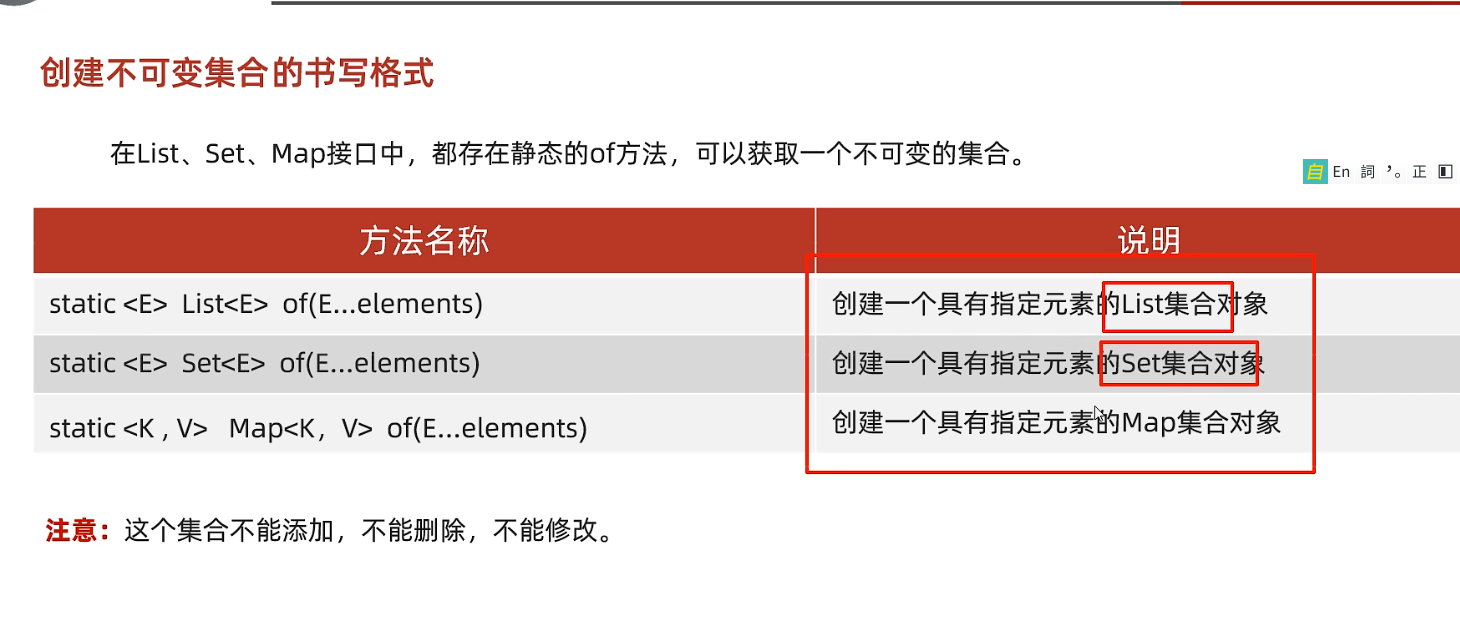 创建不可变集合的书写格式
在List、Set、Map接口中，都存在静态的of方法，可以获取一个不可变的集合。
自 En 詞 ’。 正
方法名称 说明
static <E> List<E> of(E…elements) 创建一个具有指定元素的List集合对象
static <E> Set<E> of(E…elements) 创建一个具有指定元素的Set集合对象
static <K , V> Map<K，V> of(E…elements) 创建一个具有指定元素的Map集合对象
注意：这个集合不能添加，不能删除，不能修改。